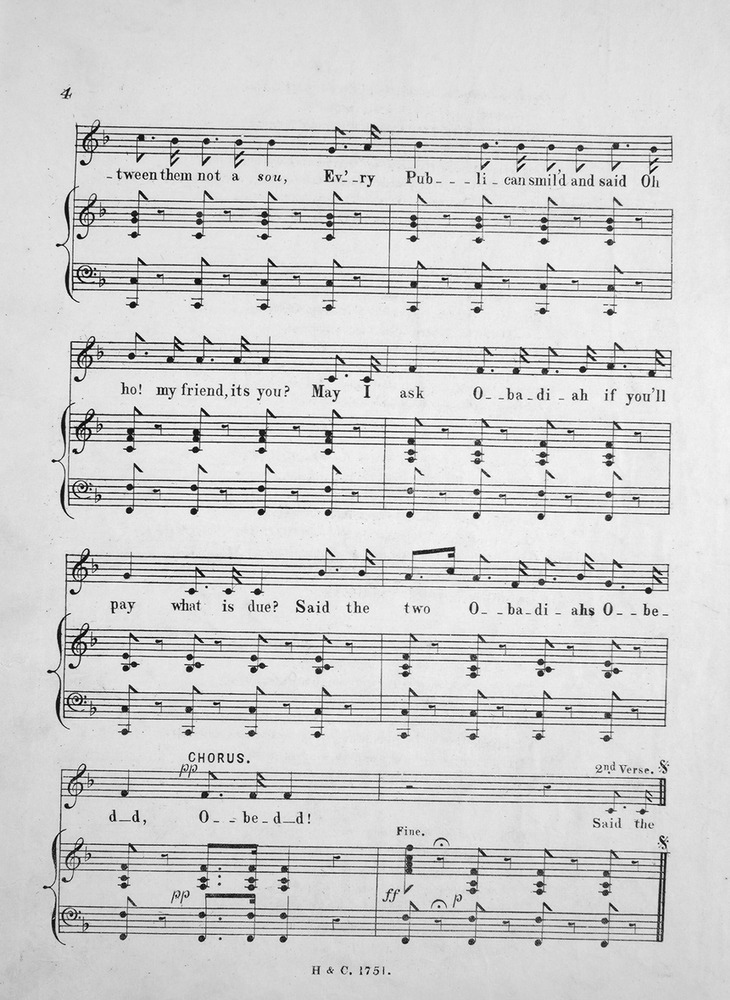 4
- tween them not a sou, Ev'-ry Pub - - - li - can smil'd and said Oh
ho! my friend, its you? May I ask O - - ba - di - ah if you'll
pay what is due? Said the two O - - ba - di - ahs O - - be -
CHORUS.
pp
2nd Verse.
d—d, O - - - be - d—d!
Said the
Fine.
pp
ff
p
H & C. 1751.